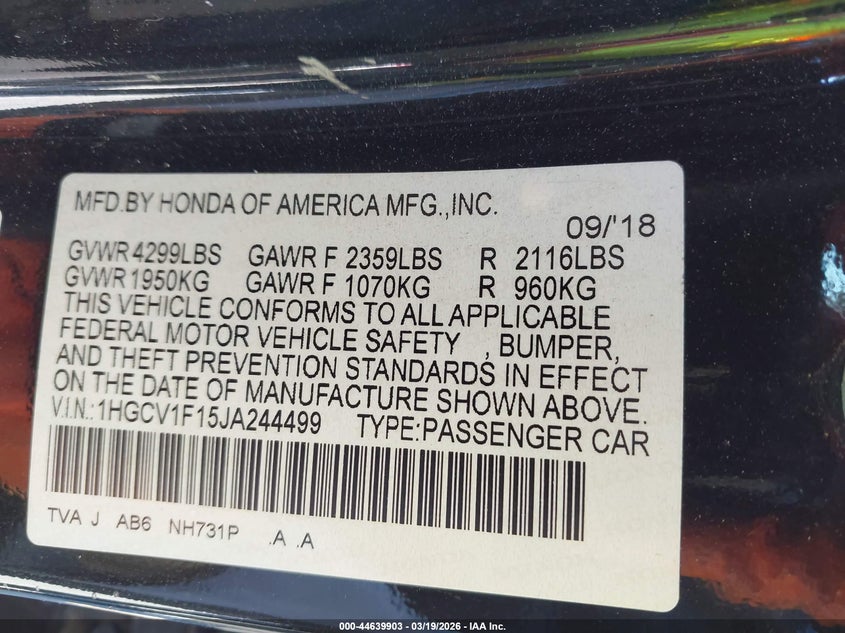 MFD.BY HONDA OF AMERICA MFG.,INC.
09/'18
GVWR 4299LBS GAWR F 2359LBS R 2116LBS
GVWR 1950KG GAWR F 1070KG R 960KG
THIS VEHICLE CONFORMS TO ALL APPLICABLE
FEDERAL MOTOR VEHICLE SAFETY , BUMPER,
AND THEFT PREVENTION STANDARDS IN EFFECT
ON THE DATE OF MANUFACTURE SHOWN ABOVE.
V.I.N.:1HGCV1F15JA244499 TYPE:PASSENGER CAR
TVA J AB6 NH731P .A .A
000-44639903 - 03/19/2026 - IAA Inc.